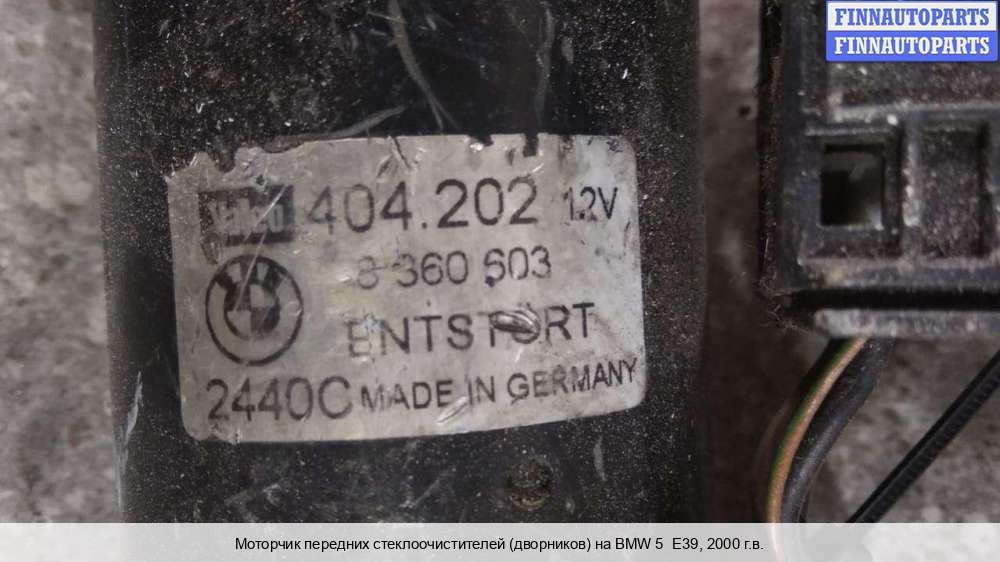 FINNAUTOPARTS
FINNAUTOPARTS
Valeo 404.202 12V
8 360 603
ENTSTÖRT
2440C MADE IN GERMANY
Моторчик передних стеклоочистителей (дворников) на BMW 5 E39, 2000 г.в.